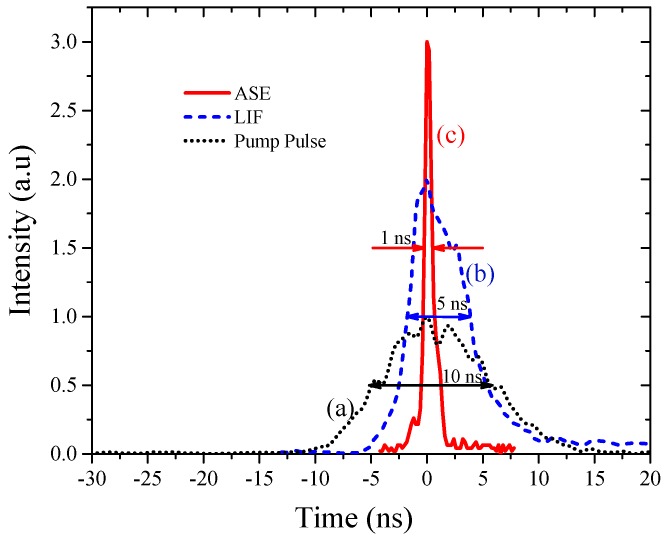 3.0
2.5
2.0
1.5
1.0
0.5
0.0
Intensity (a.u)
ASE
LIF
Pump Pulse
(c)
1 ns
(b)
5 ns
10 ns
(a)
-30 -25 -20 -15 -10 -5 0 5 10 15 20
Time (ns)